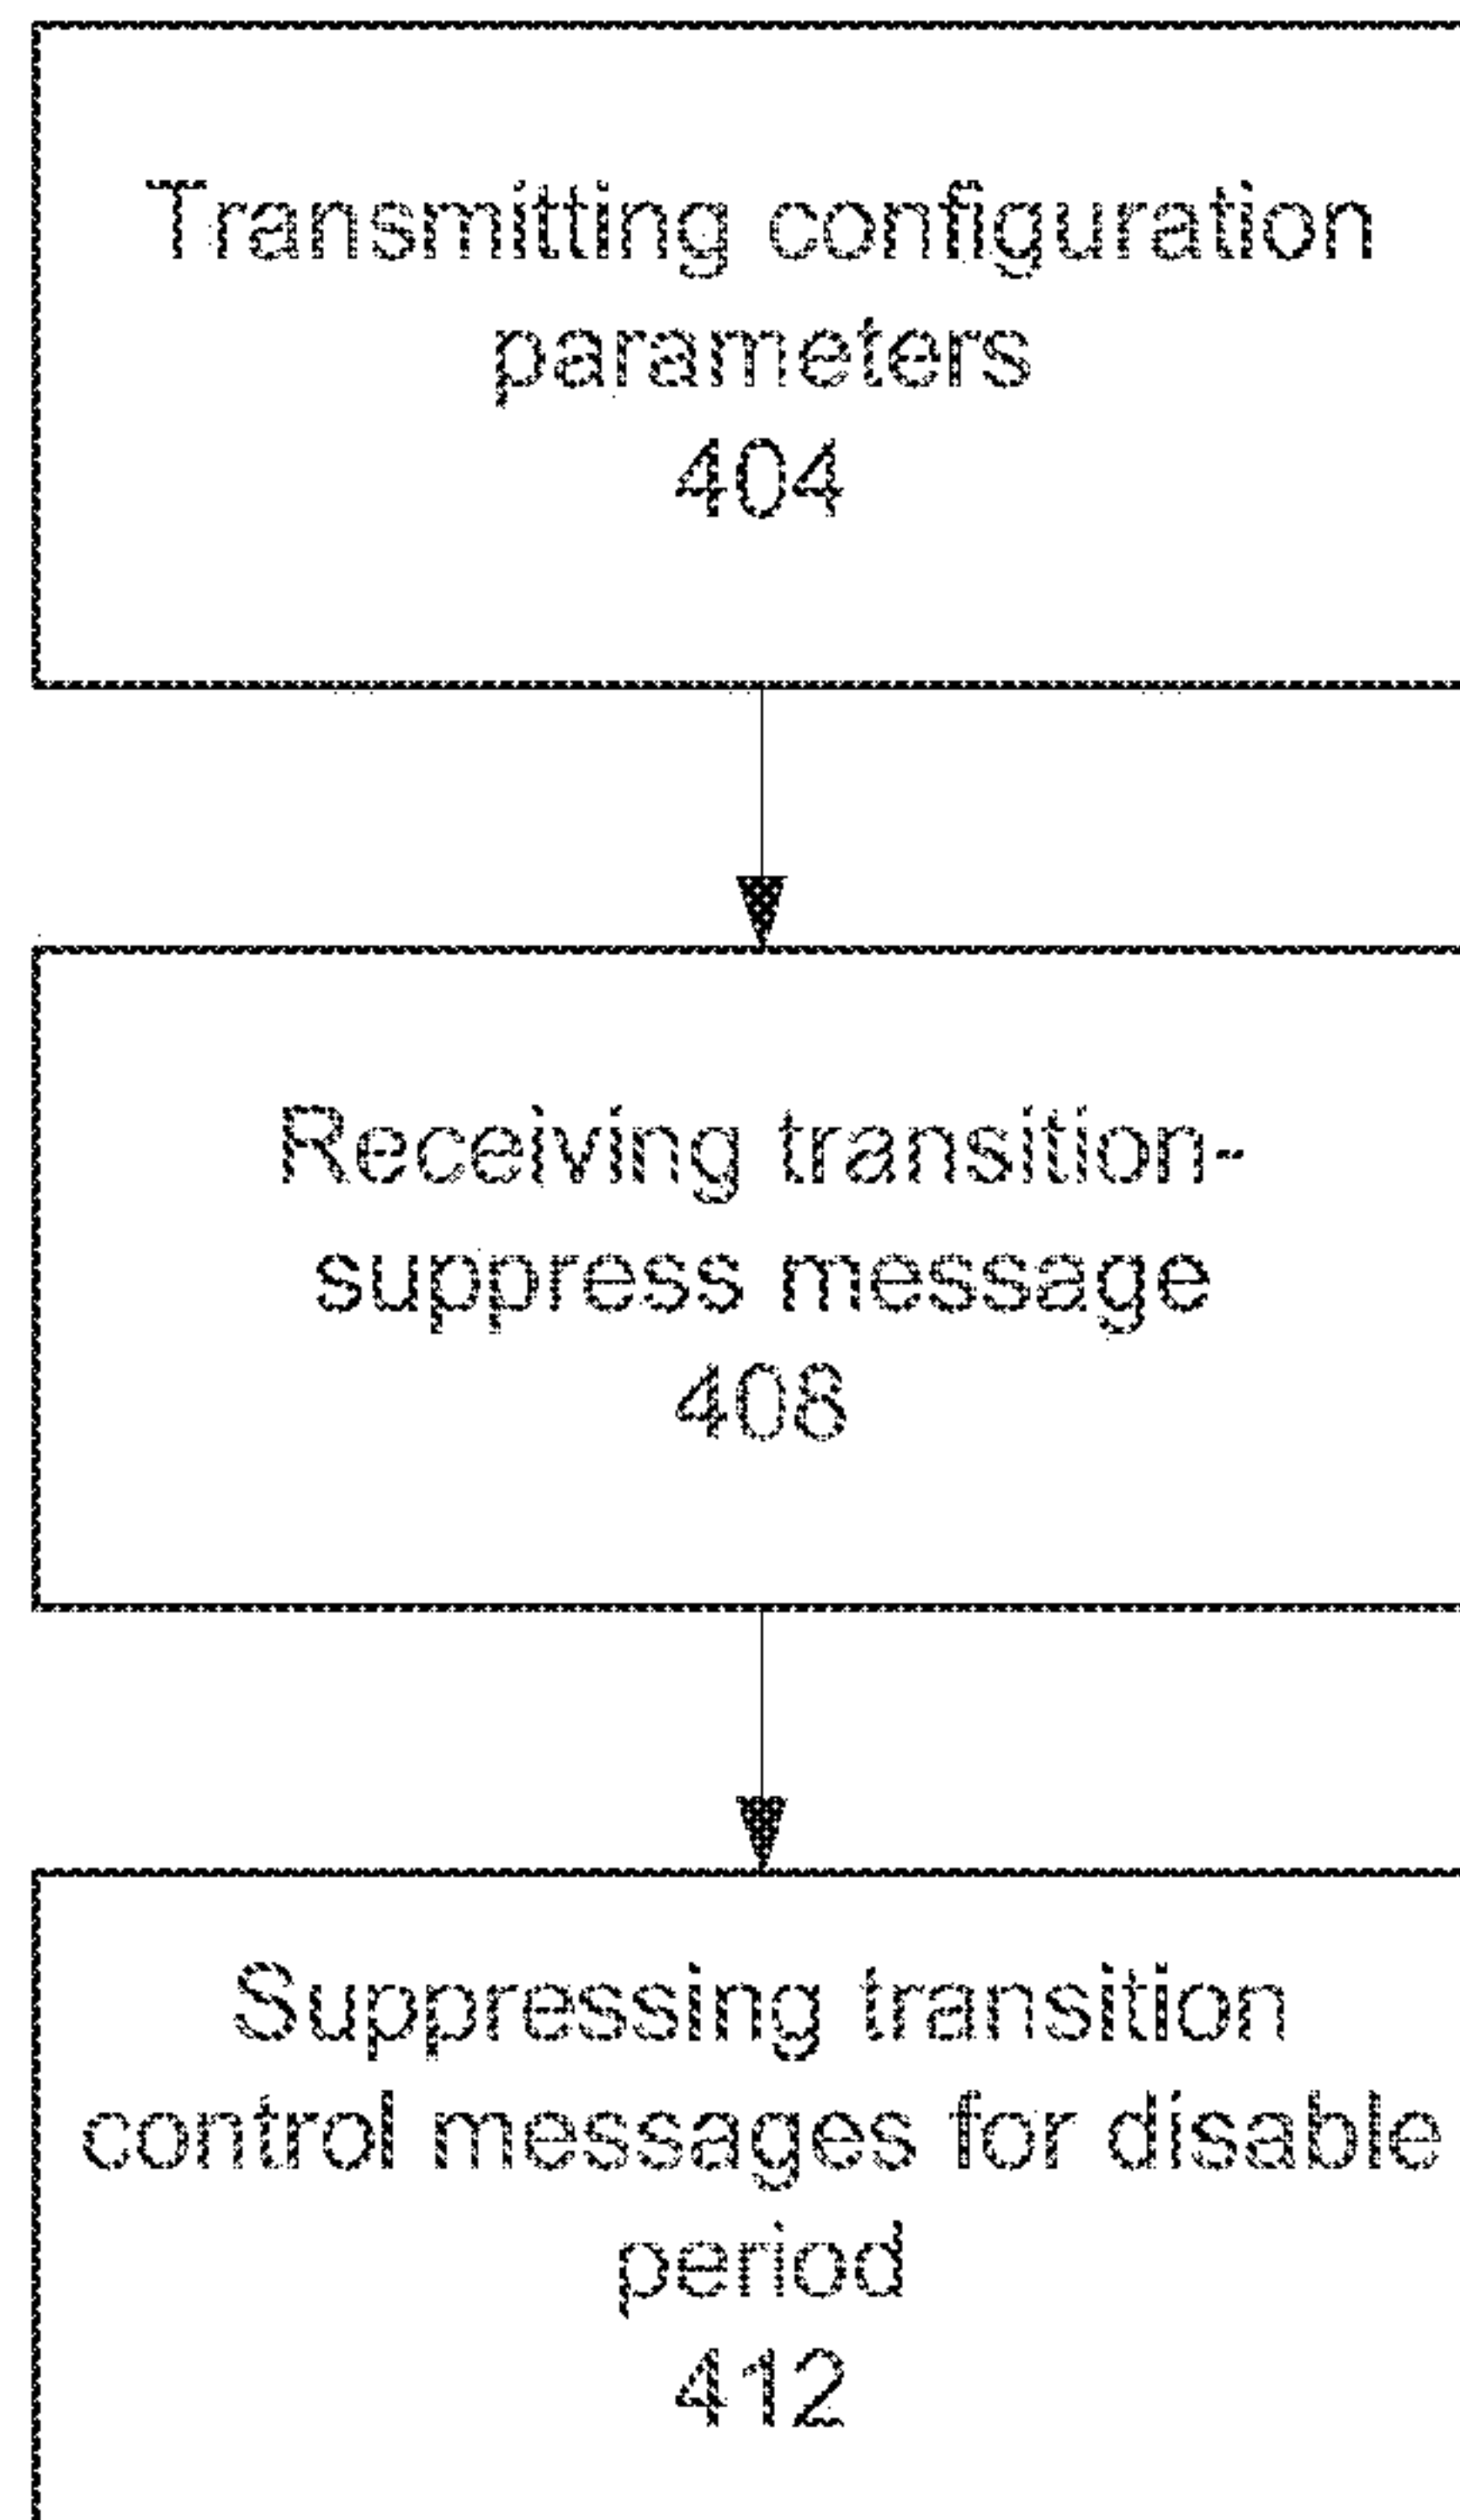 Transmitting configuration
parameters
404
Receiving transition-
suppress message
408
Suppressing transition
control messages for disable
period
412